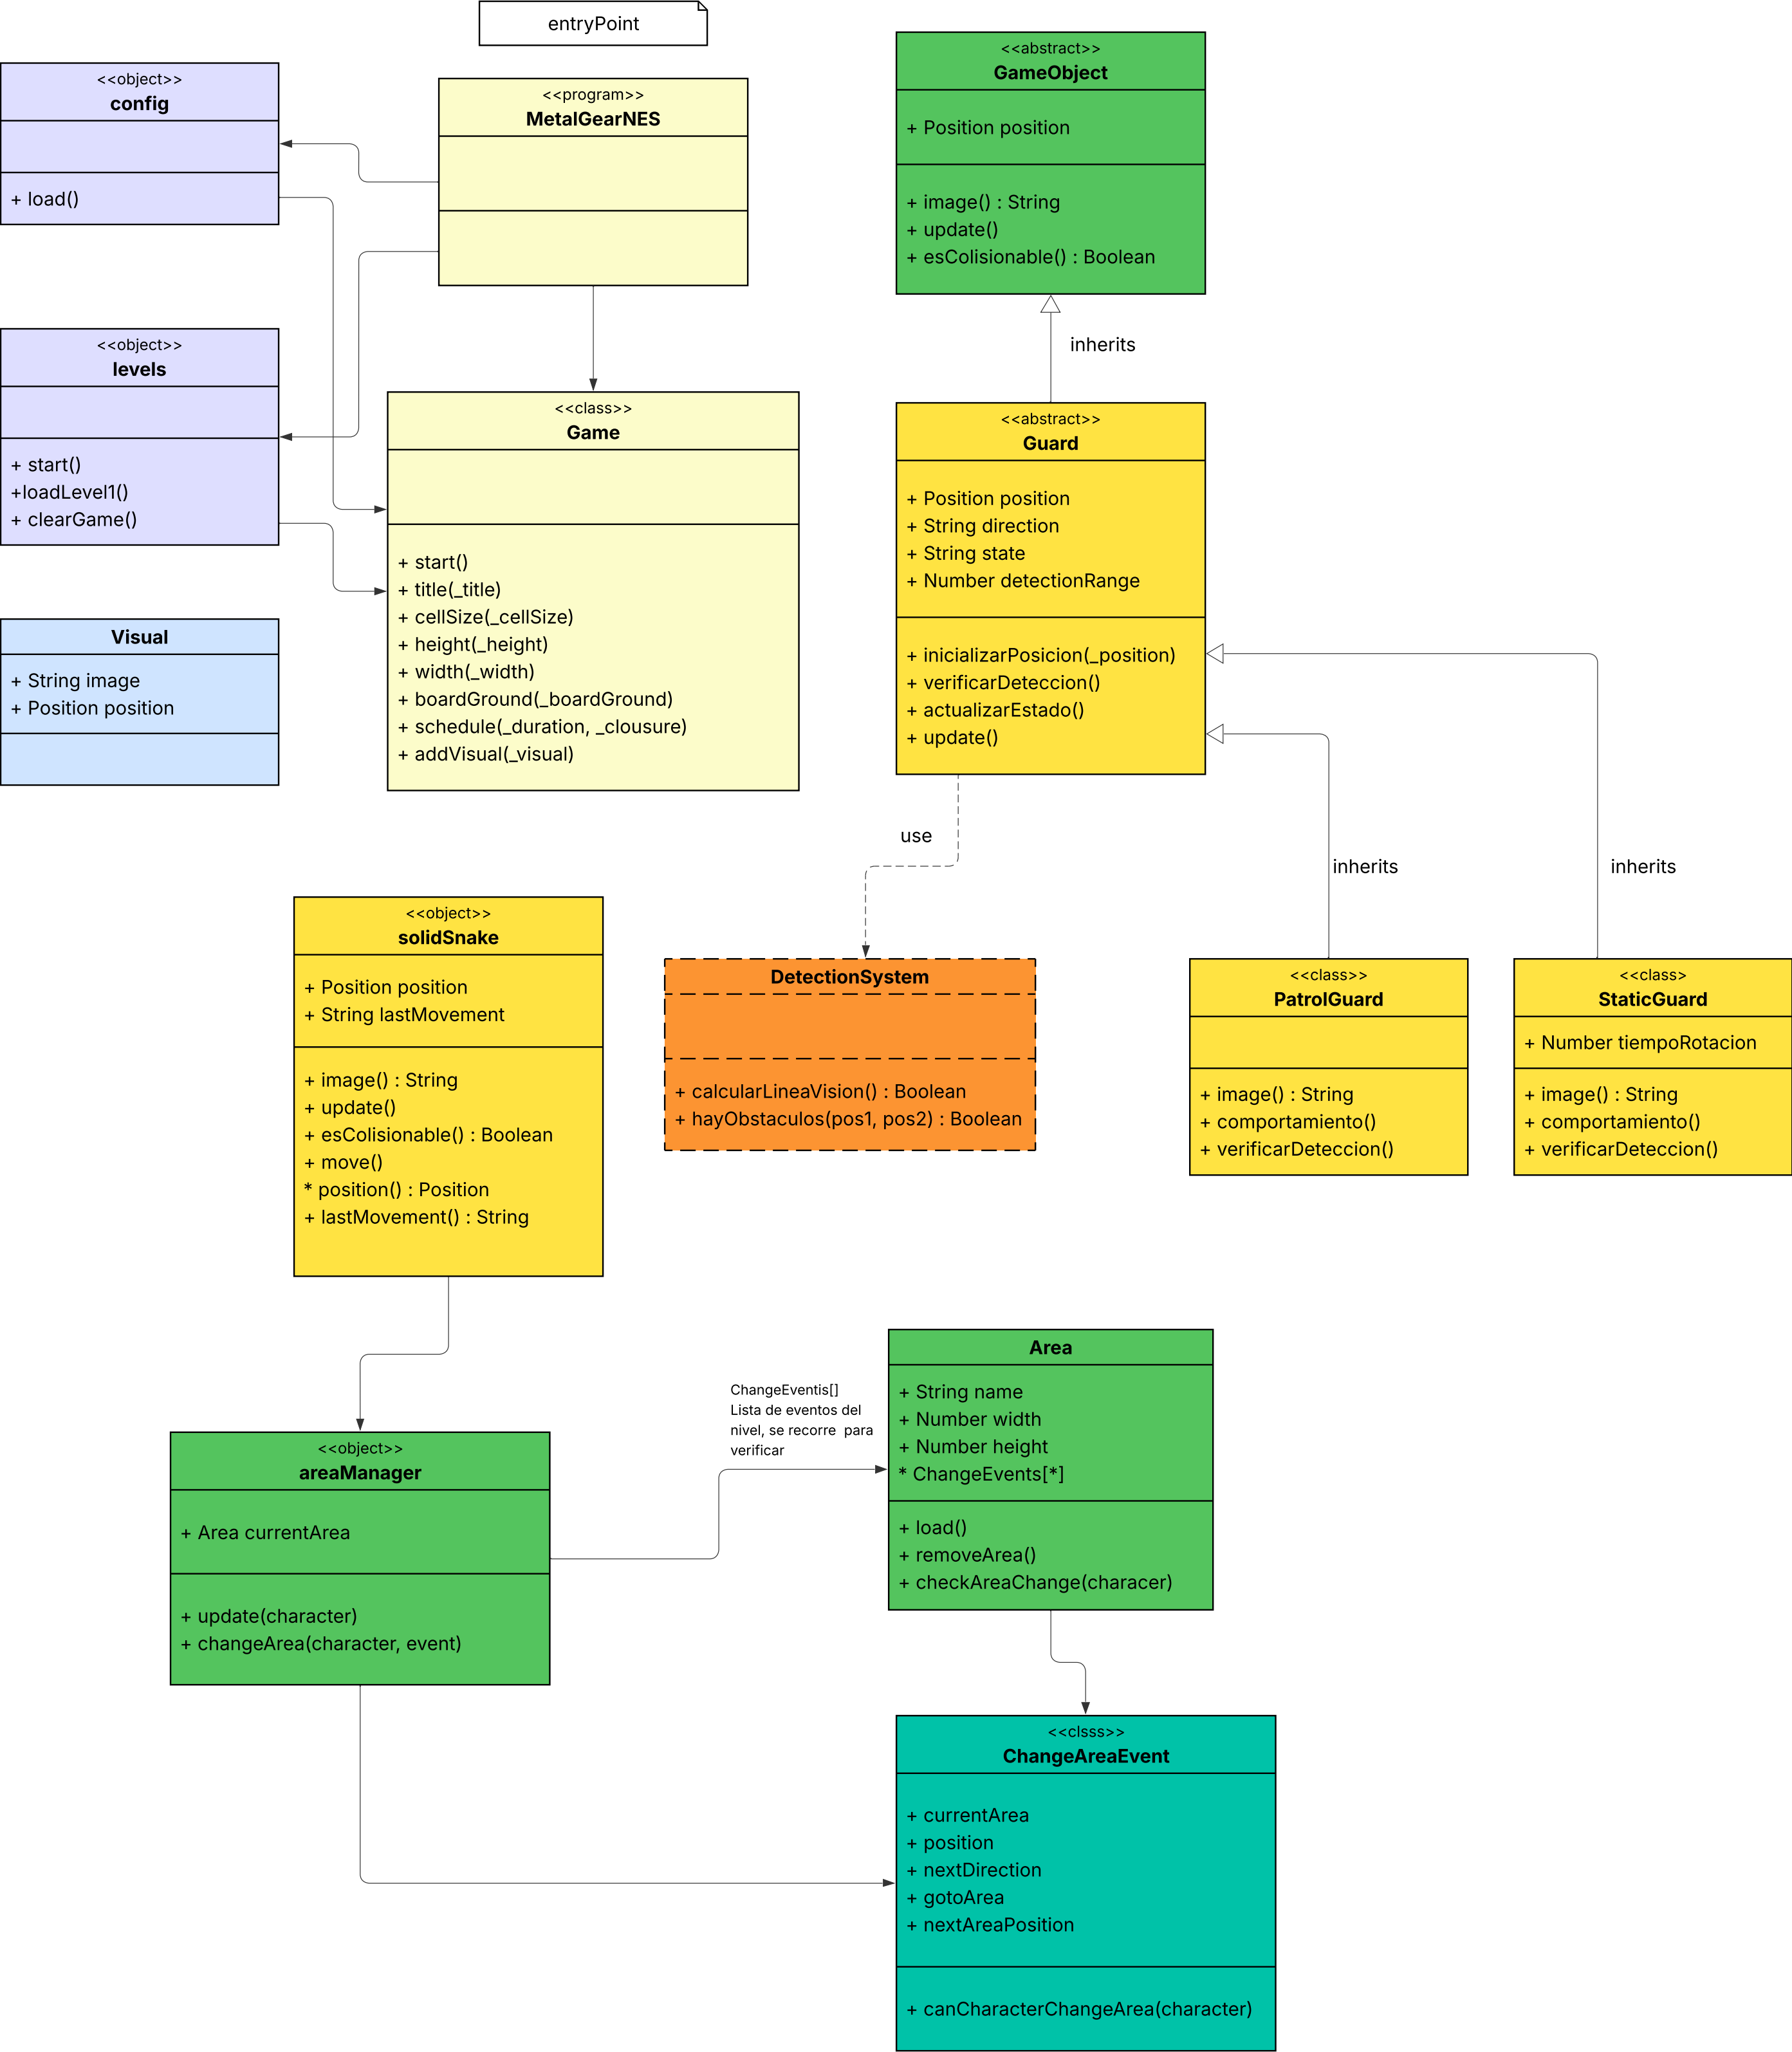 entryPoint
<<object>>
config
+ load()
<<program>>
MetalGearNES
<<abstract>>
GameObject
+ Position position
+ image() : String
+ update()
+ esColisionable() : Boolean
inherits
<<object>>
levels
+ start()
+loadLevel1()
+ clearGame()
<<class>>
Game
+ start()
+ title(_title)
+ cellSize(_cellSize)
+ height(_height)
+ width(_width)
+ boardGround(_boardGround)
+ schedule(_duration, _clousure)
+ addVisual(_visual)
<<abstract>>
Guard
+ Position position
+ String direction
+ String state
+ Number detectionRange
+ inicializarPosicion(_position)
+ verificarDeteccion()
+ actualizarEstado()
+ update()
Visual
+ String image
+ Position position
use
inherits
inherits
<<object>>
solidSnake
+ Position position
+ String lastMovement
+ image() : String
+ update()
+ esColisionable() : Boolean
+ move()
* position() : Position
+ lastMovement() : String
DetectionSystem
+ calcularLineaVision() : Boolean
+ hayObstaculos(pos1, pos2) : Boolean
<<class>>
PatrolGuard
+ image() : String
+ comportamiento()
+ verificarDeteccion()
<<class>
StaticGuard
+ Number tiempoRotacion
+ image() : String
+ comportamiento()
+ verificarDeteccion()
ChangeEventis[]
Lista de eventos del
nivel, se recorre  para
verificar
Area
+ String name
+ Number width
+ Number height
* ChangeEvents[*]
+ load()
+ removeArea()
+ checkAreaChange(characer)
<<object>>
areaManager
+ Area currentArea
+ update(character)
+ changeArea(character, event)
<<clsss>>
ChangeAreaEvent
+ currentArea
+ position
+ nextDirection
+ gotoArea
+ nextAreaPosition
+ canCharacterChangeArea(character)